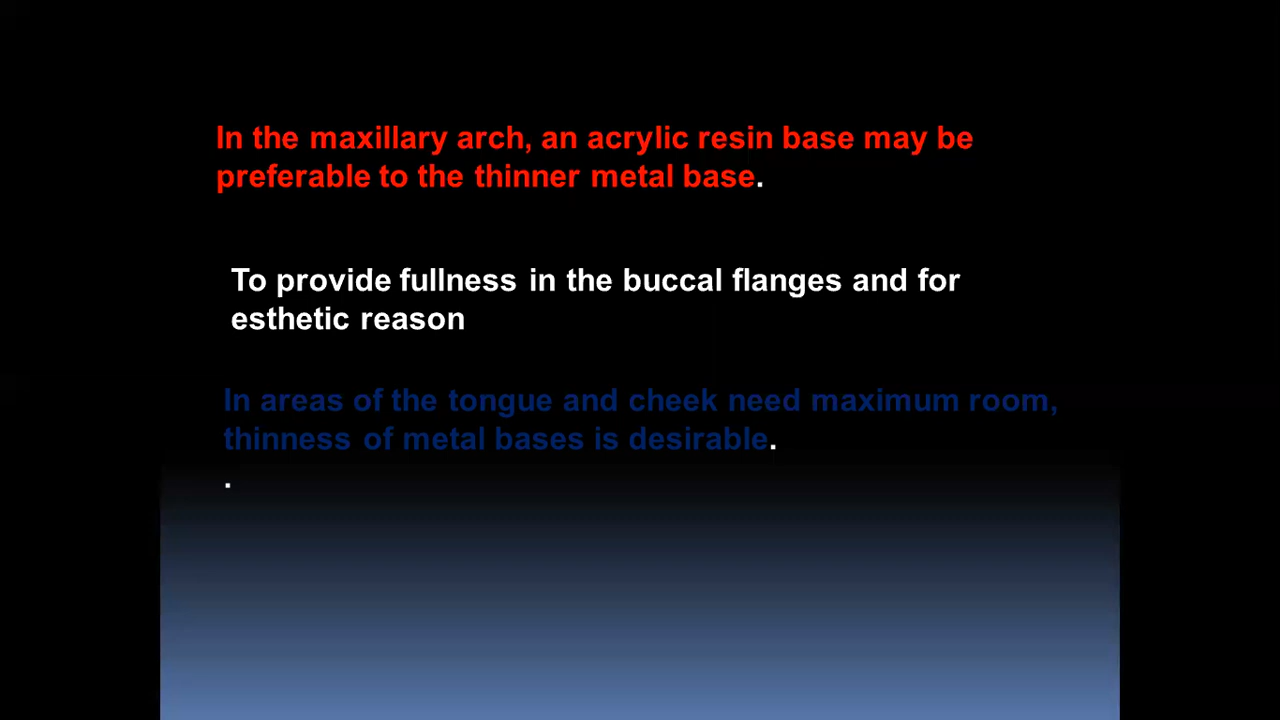 In the maxillary arch, an acrylic resin base may be
preferable to the thinner metal base.
To provide fullness in the buccal flanges and for
esthetic reason
In areas of the tongue and cheek need maximum room,
thinness of metal bases is desirable.
.